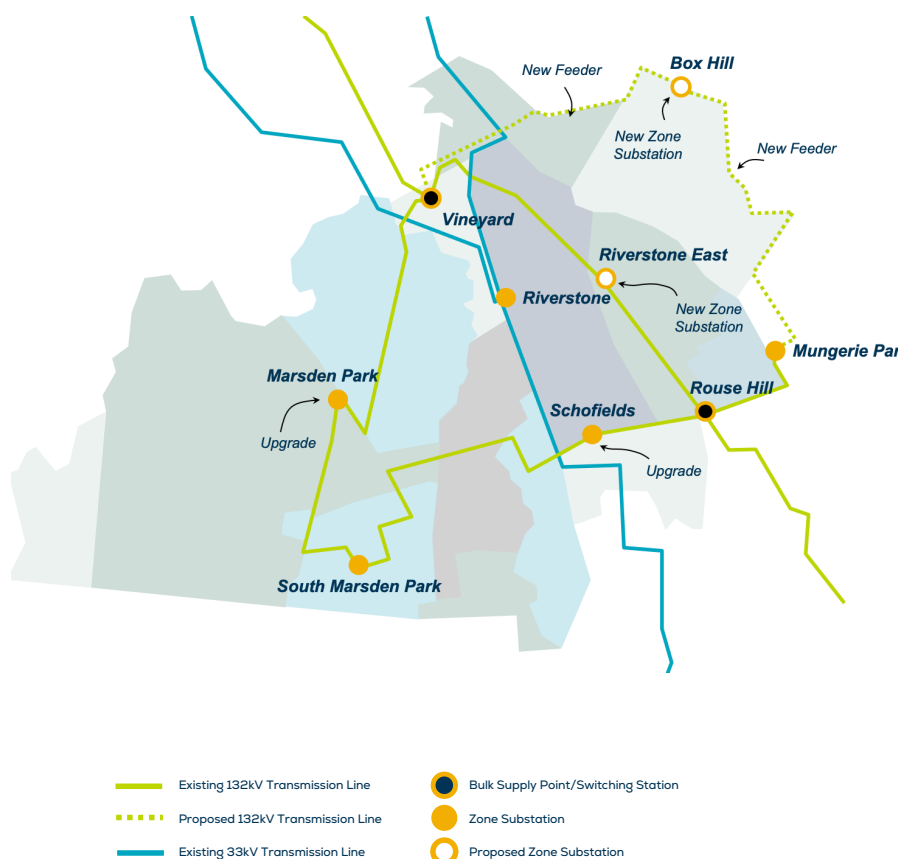 Box Hill
New Feeder
New Zone
Substation
New Feeder
Vineyard
Riverstone East
Riverstone
New Zone
Substation
Mungerie Par
Marsden Park
Rouse Hill
Schofields
Upgrade
Upgrade
South Marsden Park
Existing 132kV Transmission Line
Bulk Supply Point/Switching Station
Proposed 132kV Transmission Line
Zone Substation
Existing 33kV Transmission Line
Proposed Zone Substation